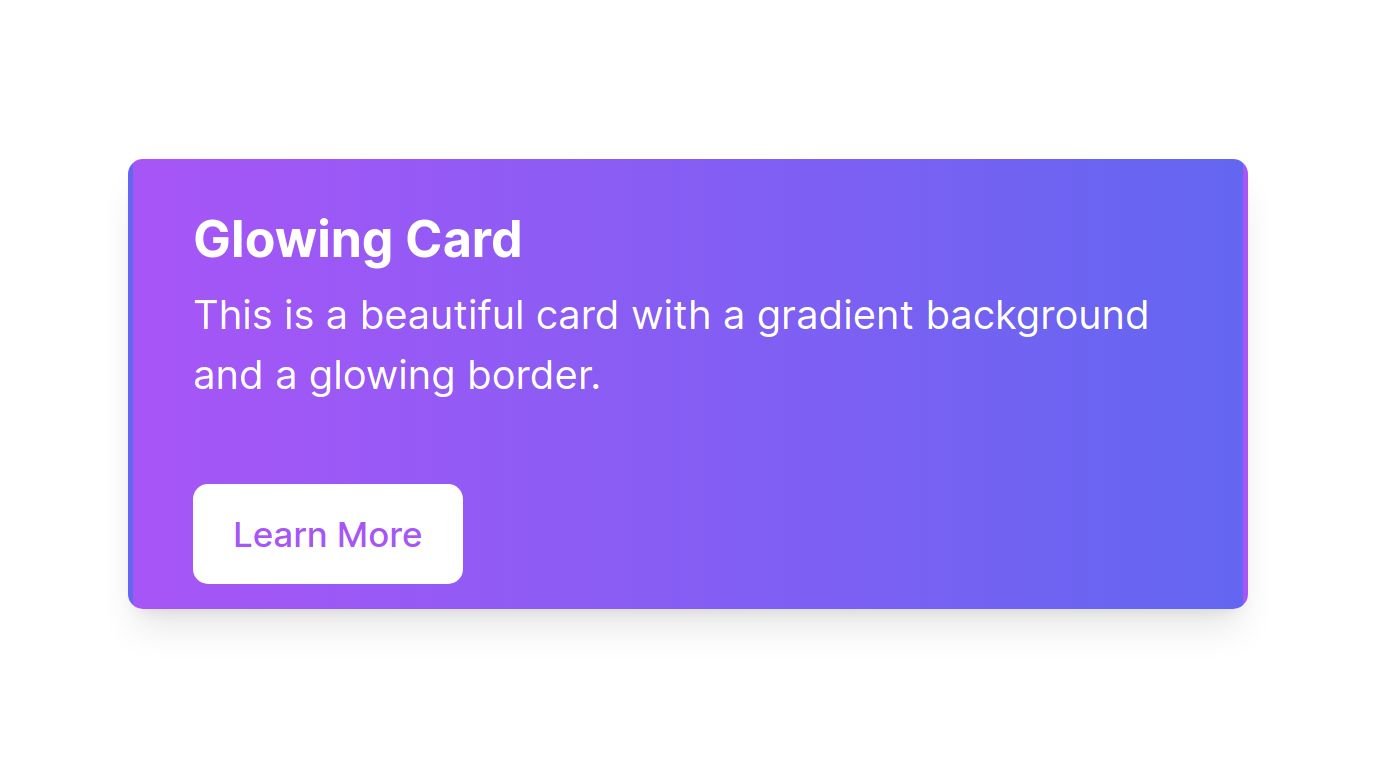 Glowing Card
This is a beautiful card with a gradient background
and a glowing border.
Learn More